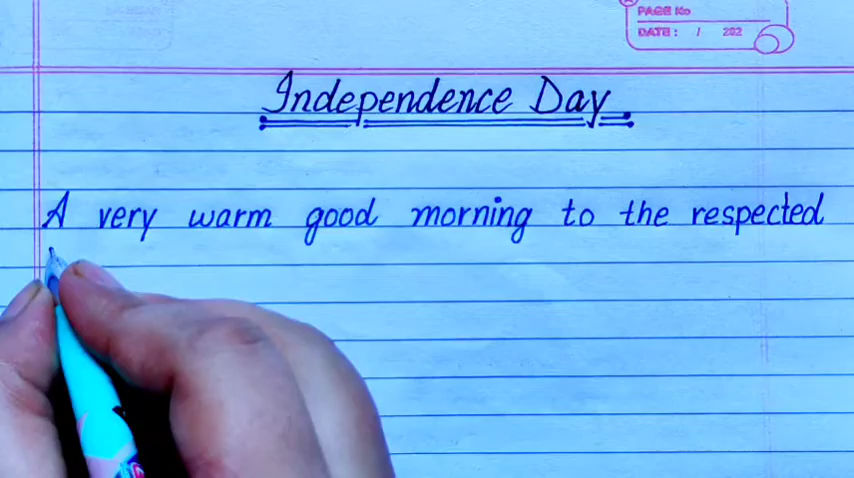 PAGE No
DATE: / 202
Independence Day
A very warm good morning to the respected